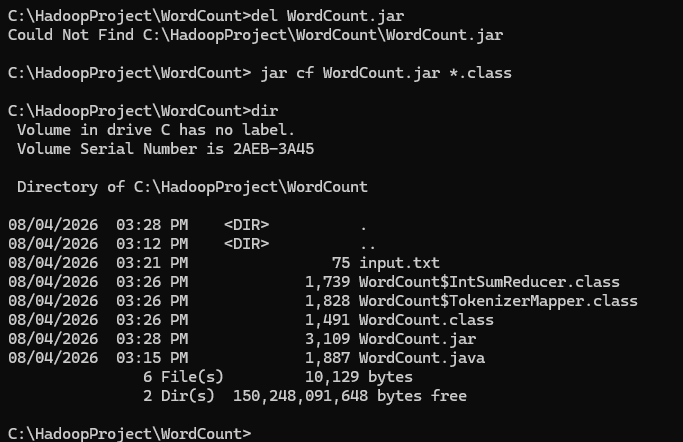 C:\HadoopProject\WordCount>del WordCount.jar
Could Not Find C:\HadoopProject\WordCount\WordCount.jar
C:\HadoopProject\WordCount> jar cf WordCount.jar *.class
C:\HadoopProject\WordCount>dir
 Volume in drive C has no label.
 Volume Serial Number is 2AEB-3A45
 Directory of C:\HadoopProject\WordCount
08/04/2026  03:28 PM    <DIR>          .
08/04/2026  03:12 PM    <DIR>          ..
08/04/2026  03:21 PM                75 input.txt
08/04/2026  03:26 PM             1,739 WordCount$IntSumReducer.class
08/04/2026  03:26 PM             1,828 WordCount$TokenizerMapper.class
08/04/2026  03:26 PM             1,491 WordCount.class
08/04/2026  03:28 PM             3,109 WordCount.jar
08/04/2026  03:15 PM             1,887 WordCount.java
               6 File(s)         10,129 bytes
               2 Dir(s)  150,248,091,648 bytes free
C:\HadoopProject\WordCount>